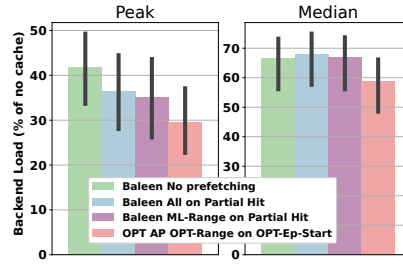 Peak
Median
Backend Load (% of no cache)
50
40
30
20
10
0
70
60
50
40
30
0
Baleen No prefetching
Baleen All on Partial Hit
Baleen ML-Range on Partial Hit
OPT AP OPT-Range on OPT-Ep-Start